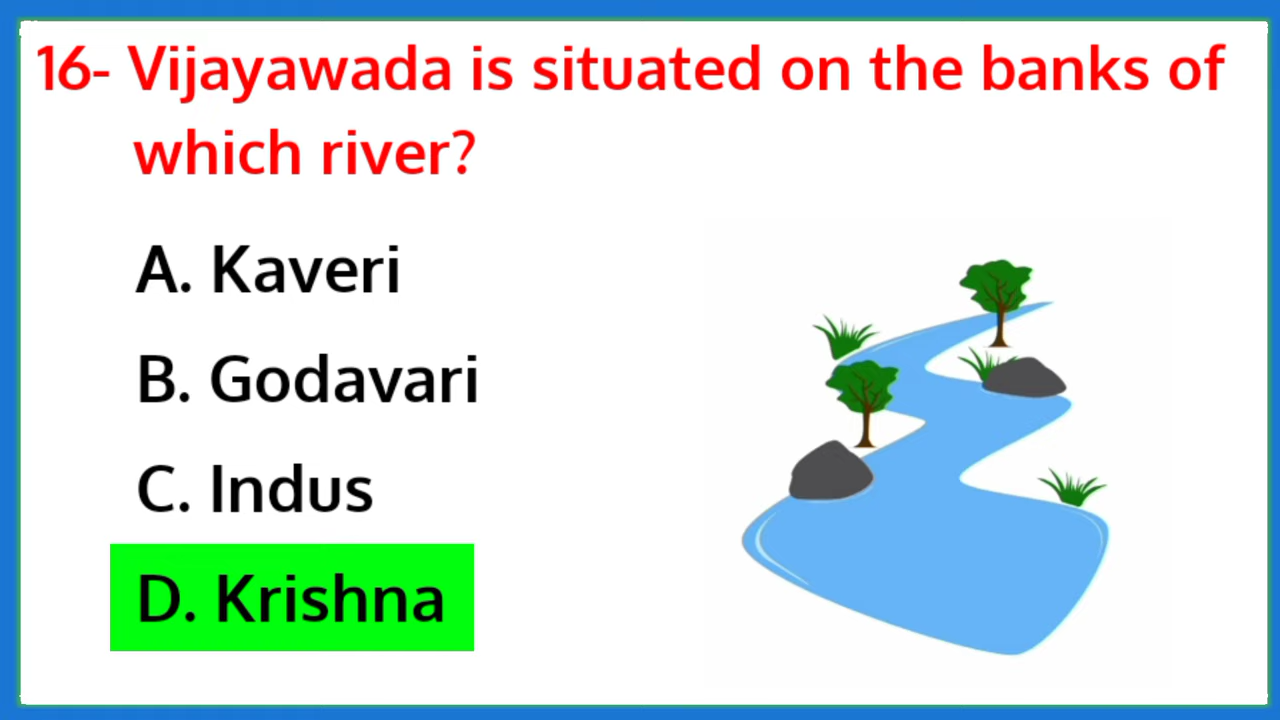 16- Vijayawada is situated on the banks of
which river?
A. Kaveri
B. Godavari
C. Indus
D. Krishna